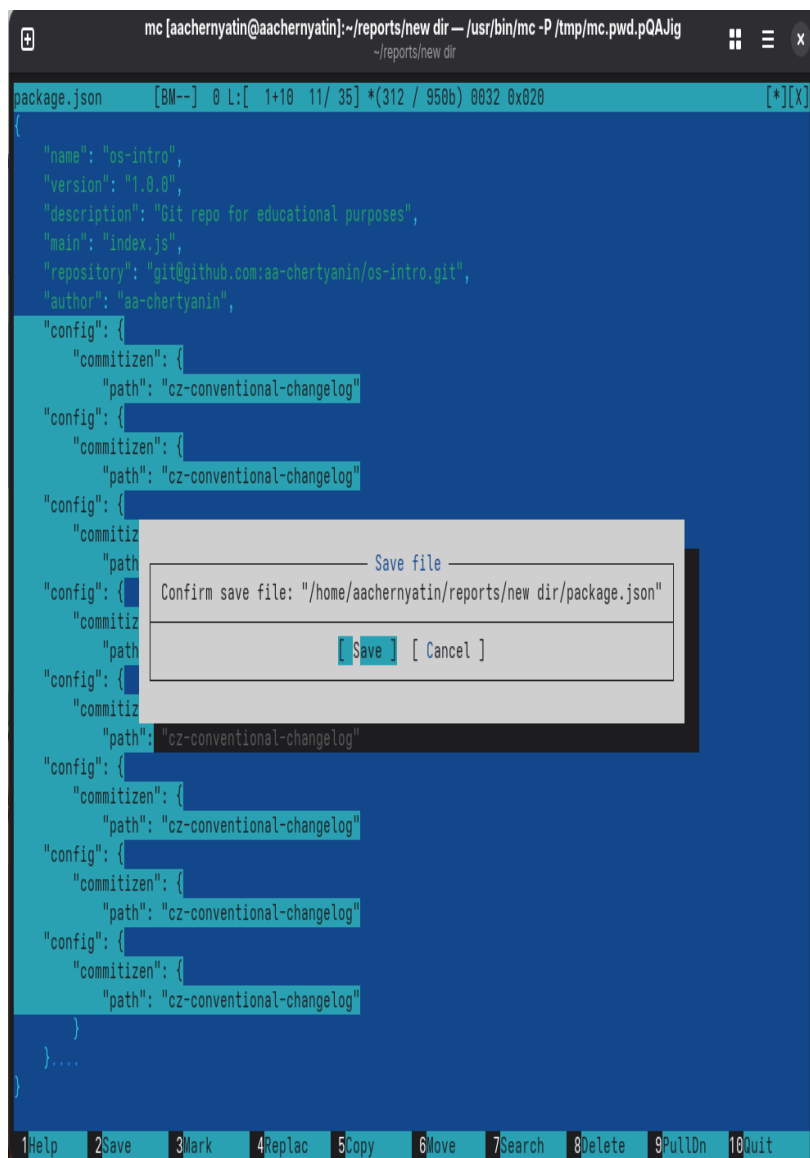 mc [aachernyatin@aachernyatin]:~/reports/new dir — /usr/bin/mc -P /tmp/mc.pwd.pQAJig
~/reports/new dir
package.json [BM--] 0 L:[ 1+10 11/ 35] *(312 / 950b) 0032 0x020 [*][X]
{
"name": "os-intro",
"version": "1.0.0",
"description": "Git repo for educational purposes",
"main": "index.js",
"repository": "git@github.com:aa-chertyanin/os-intro.git",
"author": "aa-chertyanin",
"config": {
"commitizen": {
"path": "cz-conventional-changelog"
"config": {
"commitizen": {
"path": "cz-conventional-changelog"
"config": {
"commitiz
Save file
"path
Confirm save file: "/home/aachernyatin/reports/new dir/package.json"
"config": {
"commitiz
[ Save ] [ Cancel ]
"path
"config": {
"commitiz
"path": "cz-conventional-changelog"
"config": {
"commitizen": {
"path": "cz-conventional-changelog"
"config": {
"commitizen": {
"path": "cz-conventional-changelog"
"config": {
"commitizen": {
"path": "cz-conventional-changelog"
}
}....
}
1Help 2Save 3Mark 4Replac 5Copy 6Move 7Search 8Delete 9PullDn 10Quit